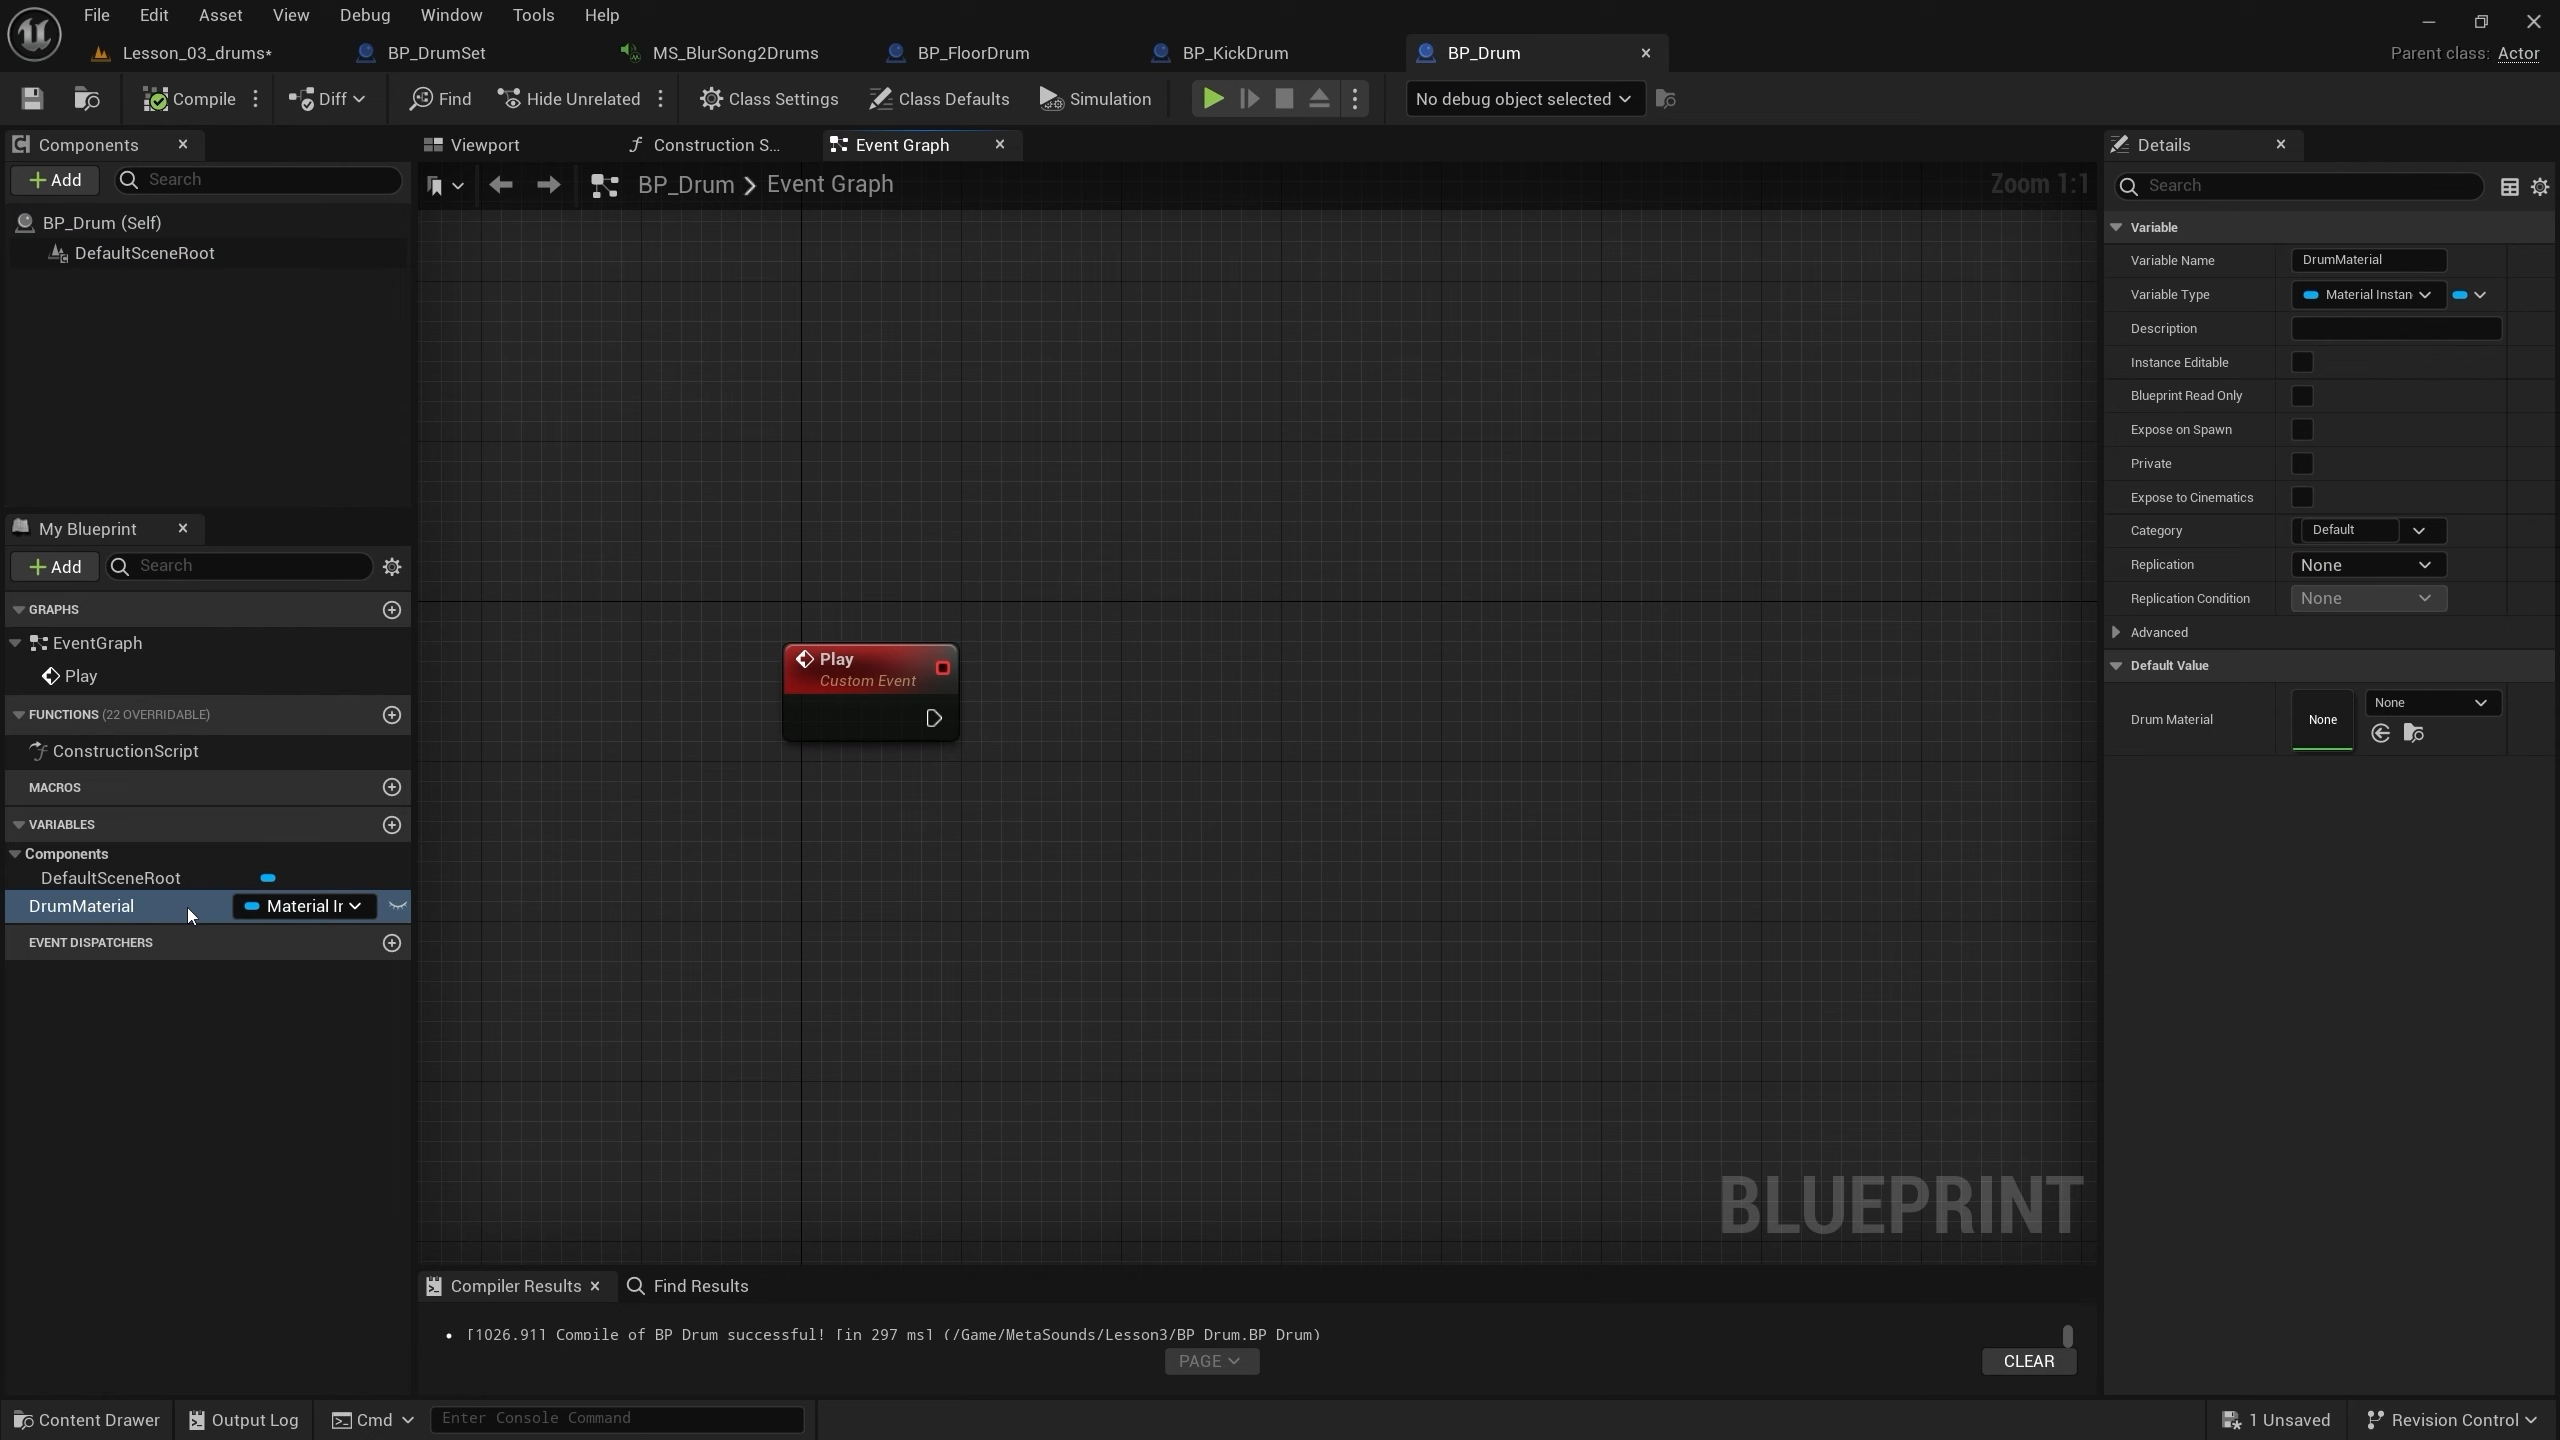 File Edit Asset View Debug Window Tools Help
Lesson_03_drums* BP_DrumSet MS_BlurSong2Drums BP_FloorDrum BP_KickDrum BP_Drum Parent class: Actor
Compile Diff Find Hide Unrelated Class Settings Class Defaults Simulation No debug object selected
Components
Add Search
BP_Drum (Self)
DefaultSceneRoot
My Blueprint
Add Search
GRAPHS
EventGraph
Play
FUNCTIONS (22 OVERRIDABLE)
ConstructionScript
MACROS
VARIABLES
Components
DefaultSceneRoot
DrumMaterial Material Ir
EVENT DISPATCHERS
Viewport Construction S... Event Graph
BP_Drum > Event Graph Zoom 1:1
Play
Custom Event
BLUEPRINT
Compiler Results Find Results
[1026.91] Compile of BP_Drum successful! [in 297 ms] (/Game/MetaSounds/Lesson3/BP_Drum.BP_Drum)
PAGE CLEAR
Details
Search
Variable
Variable Name DrumMaterial
Variable Type Material Instan
Description
Instance Editable
Blueprint Read Only
Expose on Spawn
Private
Expose to Cinematics
Category Default
Replication None
Replication Condition None
Advanced
Default Value
Drum Material None None
Content Drawer Output Log Cmd Enter Console Command 1 Unsaved Revision Control